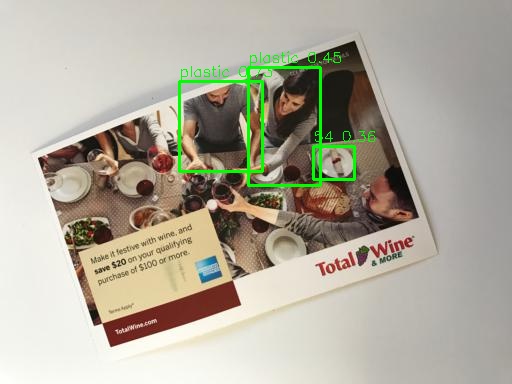 plastic 0.45
plastic 0.73
54 0.36
Make it festive with wine, and
save $20 on your qualifying
purchase of $100 or more.
Terms Apply*
TotalWine.com
Total Wine
& MORE